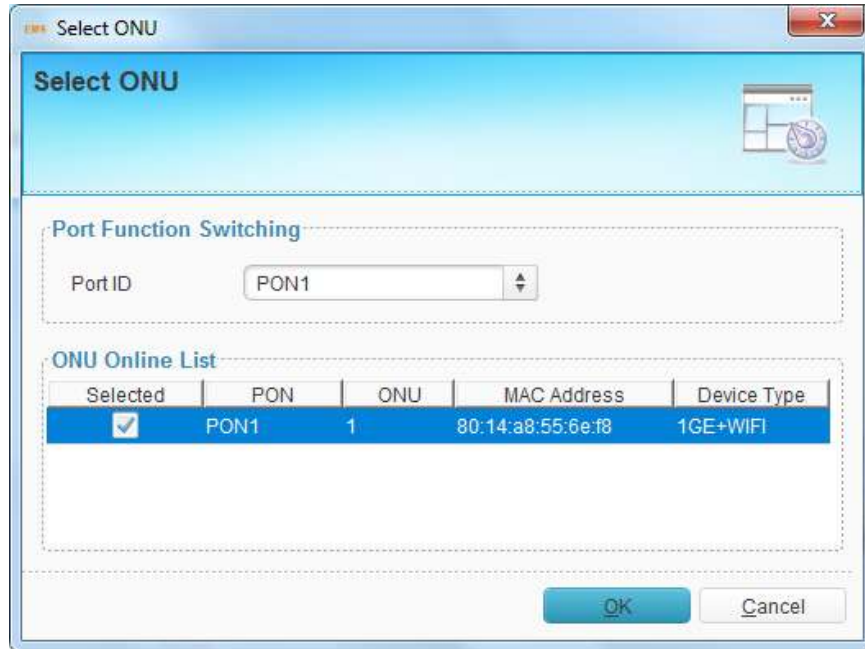 EMS Select ONU
Select ONU
Port Function Switching
Port ID PON1
ONU Online List
Selected PON ONU MAC Address Device Type
PON1 1 80:14:a8:55:6e:f8 1GE+WIFI
OK Cancel